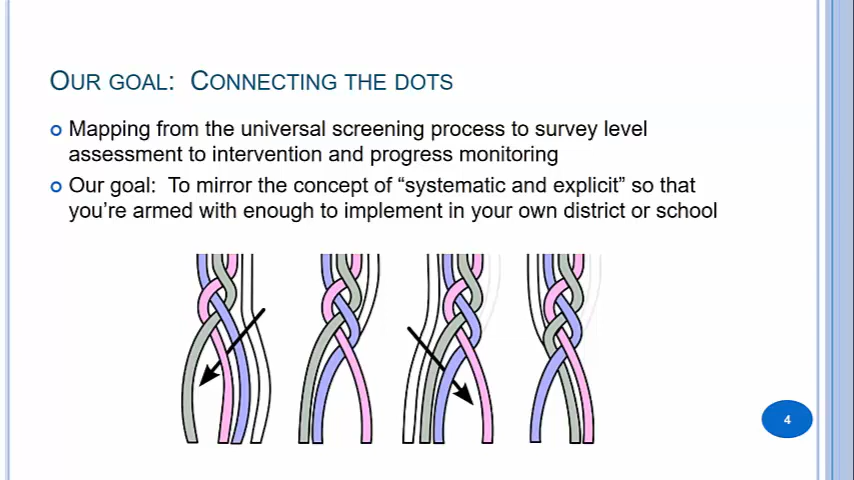 OUR GOAL:  CONNECTING THE DOTS
Mapping from the universal screening process to survey level
assessment to intervention and progress monitoring
Our goal:  To mirror the concept of “systematic and explicit” so that
you’re armed with enough to implement in your own district or school
4